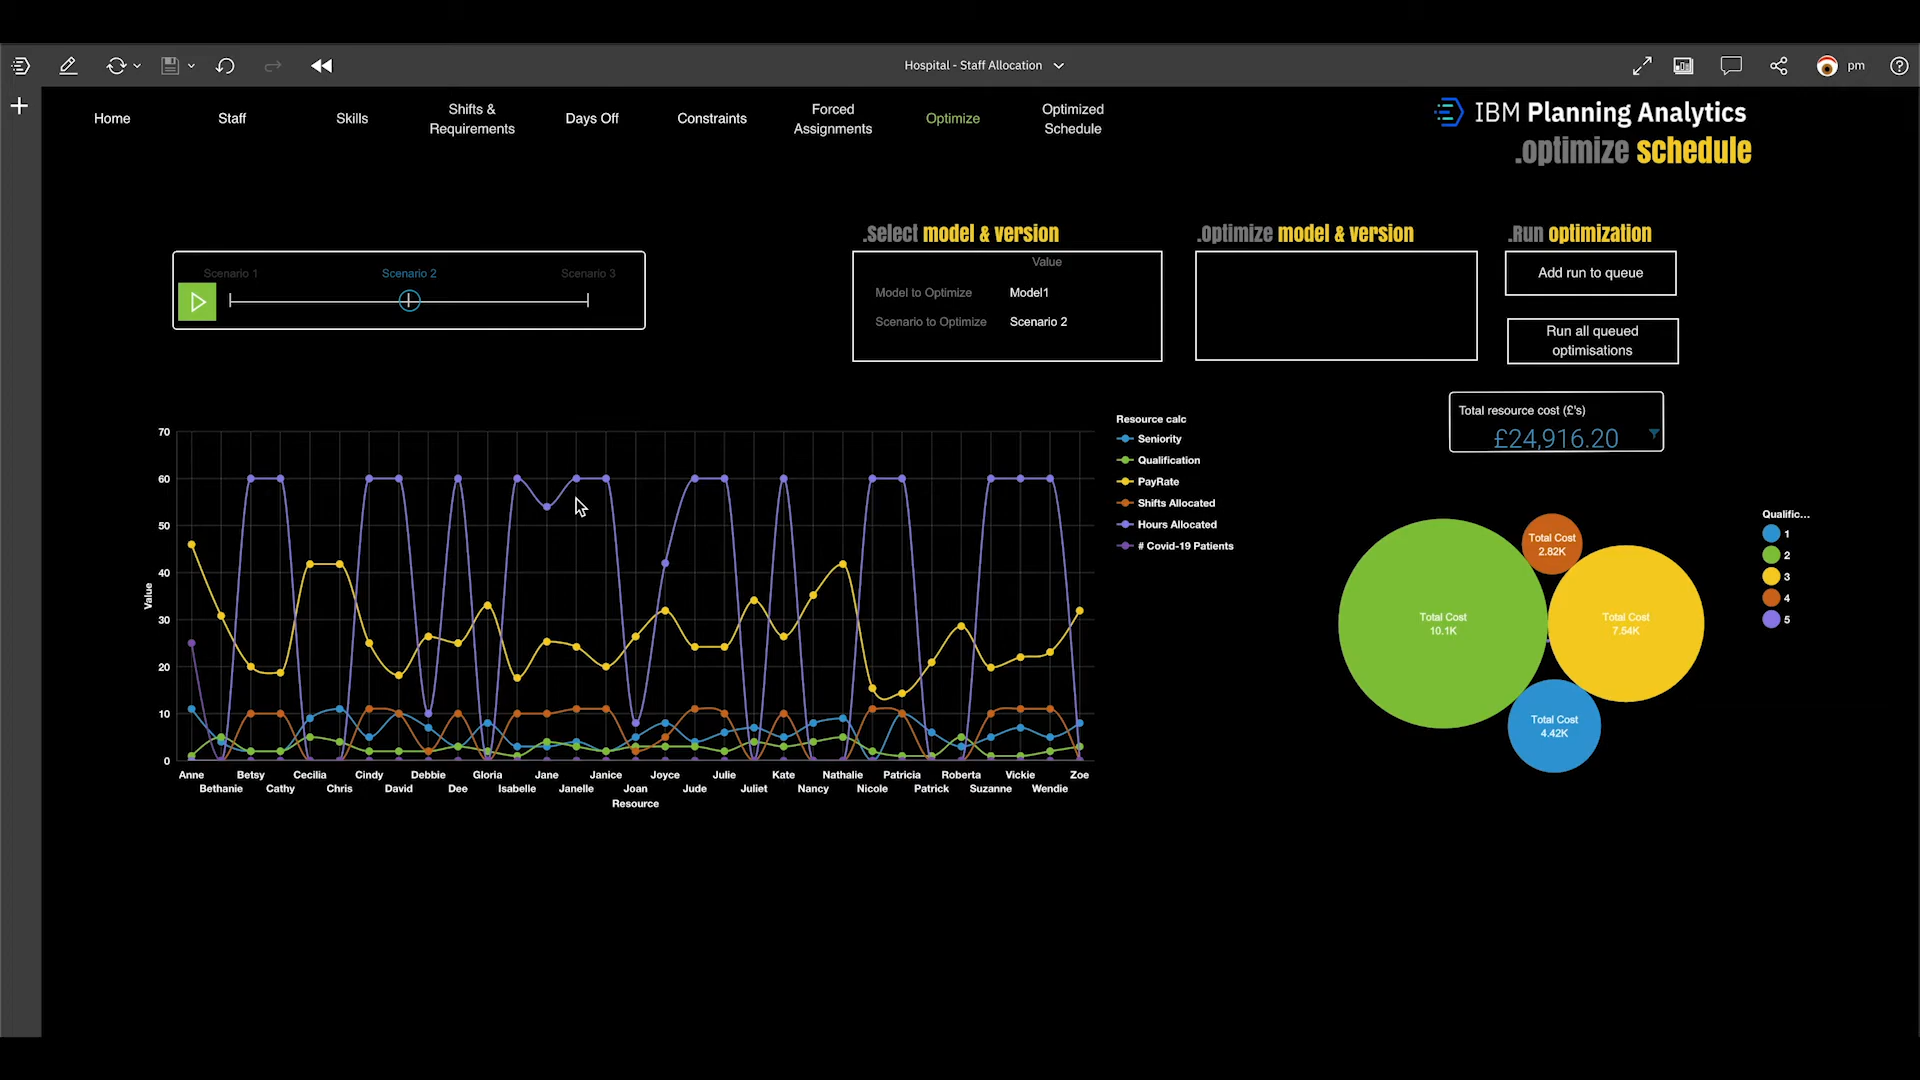 Hospital - Staff Allocation
pm
Home
Staff
Skills
Shifts &
Requirements
Days Off
Constraints
Forced
Assignments
Optimize
Optimized
Schedule
IBM Planning Analytics
.optimize schedule
Scenario 1
Scenario 2
Scenario 3
.Select model & version
Value
Model to Optimize Model1
Scenario to Optimize Scenario 2
.Optimize model & version
.Run optimization
Add run to queue
Run all queued
optimisations
Total resource cost (£'s)
£24,916.20
Value
70
60
50
40
30
20
10
0
Anne Betsy Cecilia Cindy Debbie Gloria Jane Janice Joyce Julie Kate Nathalie Patricia Roberta Vickie Zoe
Bethanie Cathy Chris David Dee Isabelle Janelle Joan Jude Juliet Nancy Nicole Patrick Suzanne Wendie
Resource
Resource calc
Seniority
Qualification
PayRate
Shifts Allocated
Hours Allocated
# Covid-19 Patients
Total Cost
10.1K
Total Cost
2.82K
Total Cost
7.54K
Total Cost
4.42K
Qualific...
1
2
3
4
5